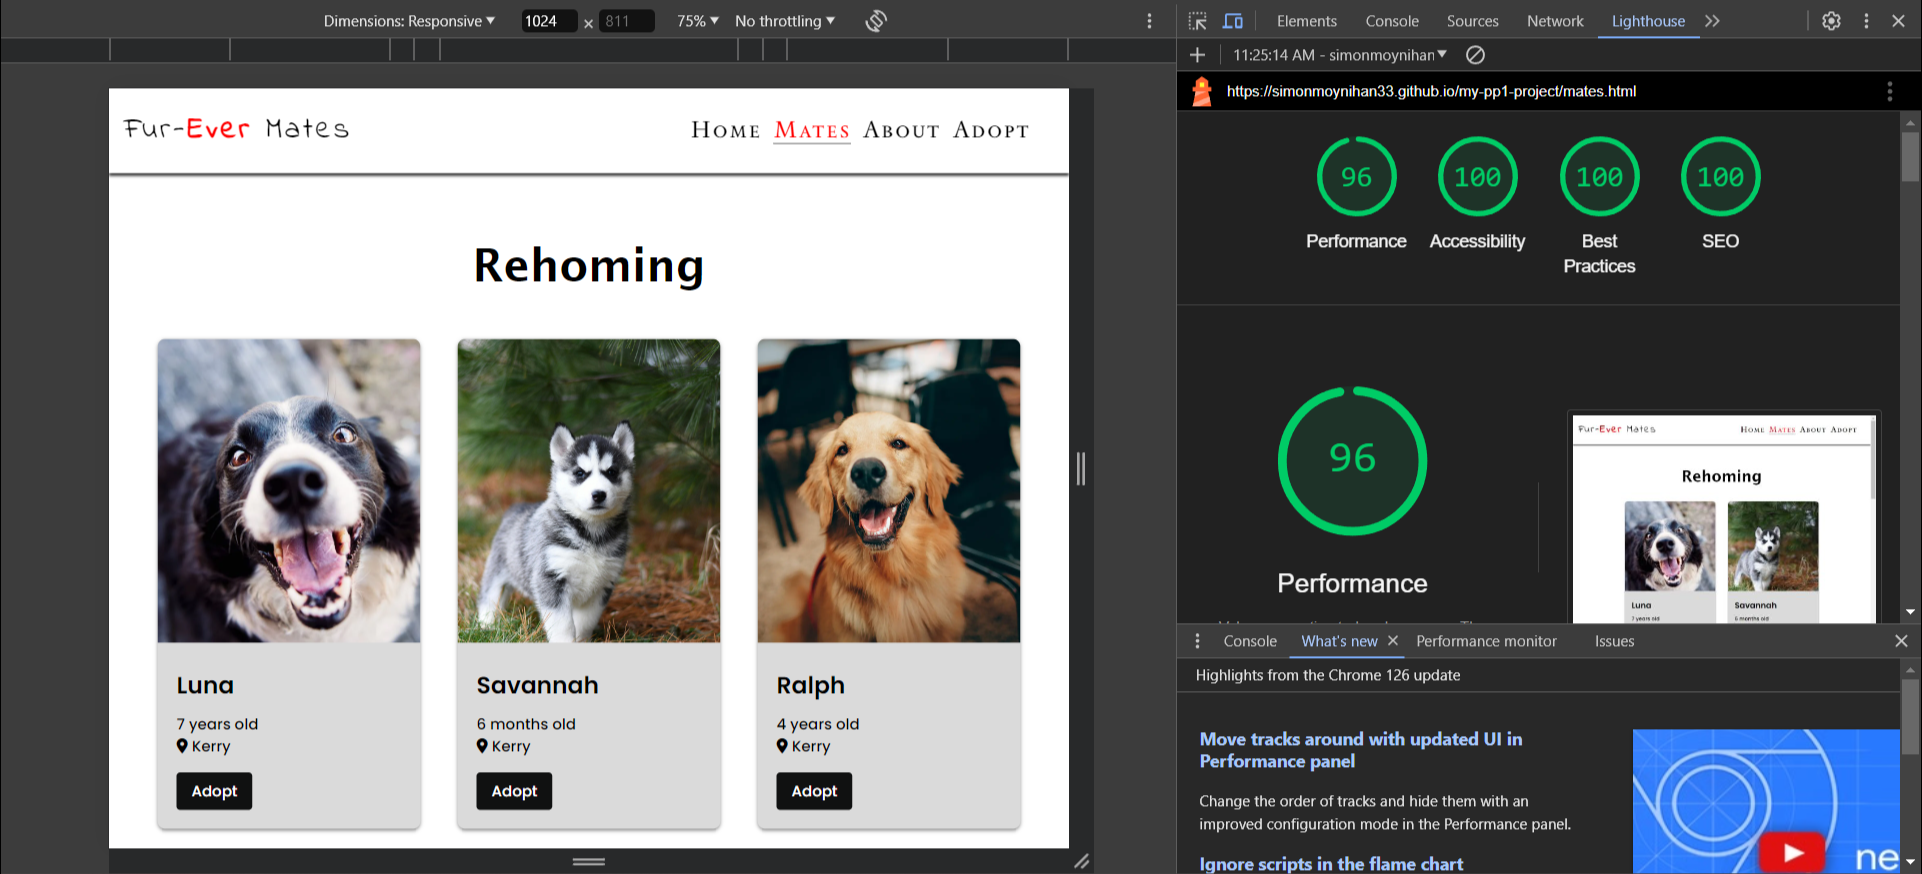 Dimensions: Responsive 1024 × 811 75% No throttling
Elements Console Sources Network Lighthouse
11:25:14 AM - simonmoynihan
https://simonmoynihan33.github.io/my-pp1-project/mates.html
Fur-Ever Mates
Home Mates About Adopt
Rehoming
Luna
7 years old
Kerry
Adopt
Savannah
6 months old
Kerry
Adopt
Ralph
4 years old
Kerry
Adopt
96 100 100 100
Performance Accessibility Best Practices SEO
96
Performance
Fur-Ever Mates
Home Mates About Adopt
Rehoming
Luna
7 years old
Savannah
6 months old
Console What's new Performance monitor Issues
Highlights from the Chrome 126 update
Move tracks around with updated UI in
Performance panel
Change the order of tracks and hide them with an
improved configuration mode in the Performance panel.
Ignore scripts in the flame chart
ne